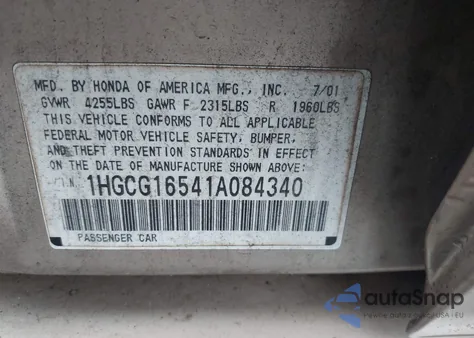 MFD. BY HONDA OF AMERICA MFG., INC. 7/01
GVWR 4255LBS GAWR F 2315LBS R 1960LBS
THIS VEHICLE CONFORMS TO ALL APPLICABLE
FEDERAL MOTOR VEHICLE SAFETY, BUMPER,
AND THEFT PREVENTION STANDARDS IN EFFECT
ON THE DATE OF MANUFACTURE SHOWN ABOVE:
1HGCG16541A084340
PASSENGER CAR
autoSnap